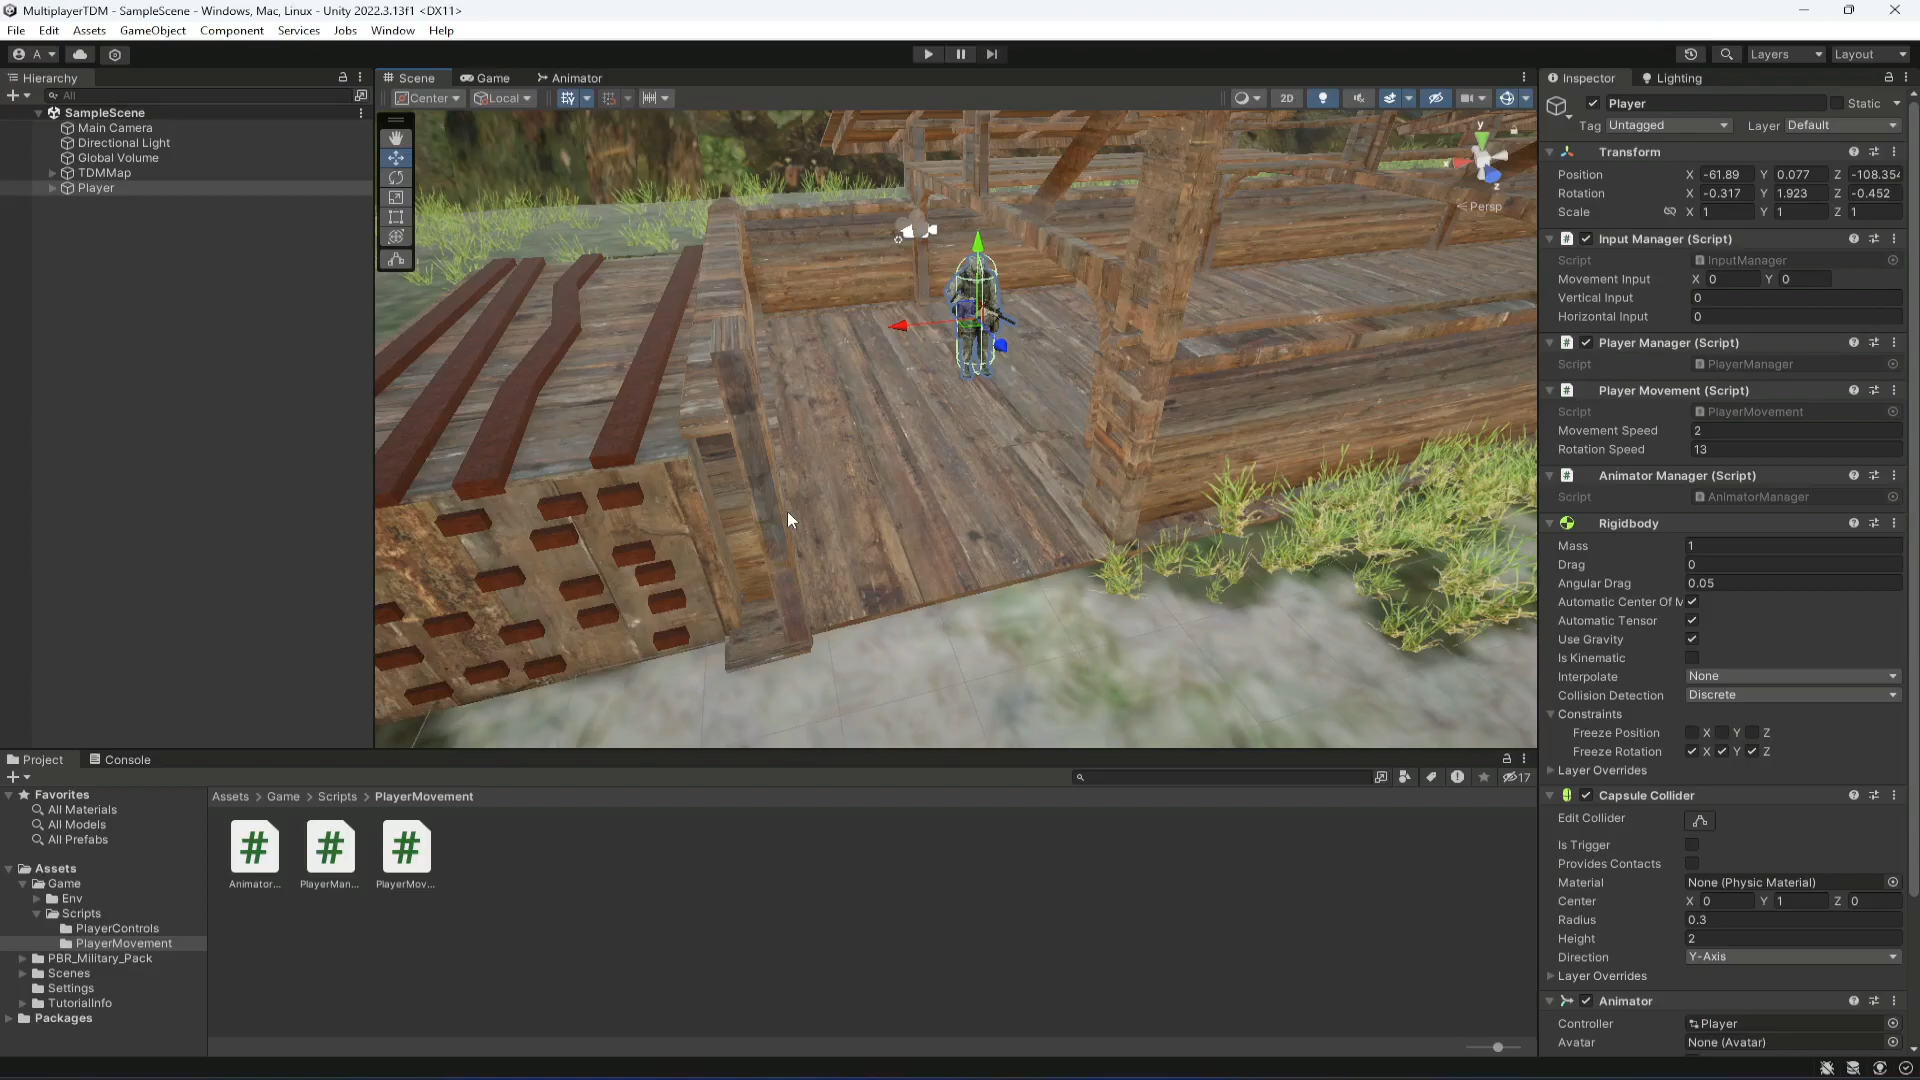 MultiplayerTDM - SampleScene - Windows, Mac, Linux - Unity 2022.3.13f1 <DX11>
File Edit Assets GameObject Component Services Jobs Window Help
A
Layers Layout
Hierarchy
All
SampleScene
Main Camera
Directional Light
Global Volume
TDMMap
Player
Scene Game Animator
Center Local
2D
y
x
z
Persp
Inspector Lighting
Player Static
Tag Untagged Layer Default
Transform
Position X -61.89 Y 0.077 Z -108.354
Rotation X -0.317 Y 1.923 Z -0.452
Scale X 1 Y 1 Z 1
Input Manager (Script)
Script InputManager
Movement Input X 0 Y 0
Vertical Input 0
Horizontal Input 0
Player Manager (Script)
Script PlayerManager
Player Movement (Script)
Script PlayerMovement
Movement Speed 2
Rotation Speed 13
Animator Manager (Script)
Script AnimatorManager
Rigidbody
Mass 1
Drag 0
Angular Drag 0.05
Automatic Center Of M
Automatic Tensor
Use Gravity
Is Kinematic
Interpolate None
Collision Detection Discrete
Constraints
Freeze Position X Y Z
Freeze Rotation X Y Z
Layer Overrides
Capsule Collider
Edit Collider
Is Trigger
Provides Contacts
Material None (Physic Material)
Center X 0 Y 1 Z 0
Radius 0.3
Height 2
Direction Y-Axis
Layer Overrides
Animator
Controller Player
Avatar None (Avatar)
Project Console
17
Favorites
All Materials
All Models
All Prefabs
Assets
Game
Env
Scripts
PlayerControls
PlayerMovement
PBR_Military_Pack
Scenes
Settings
TutorialInfo
Packages
Assets > Game > Scripts > PlayerMovement
Animator... PlayerMan... PlayerMov...